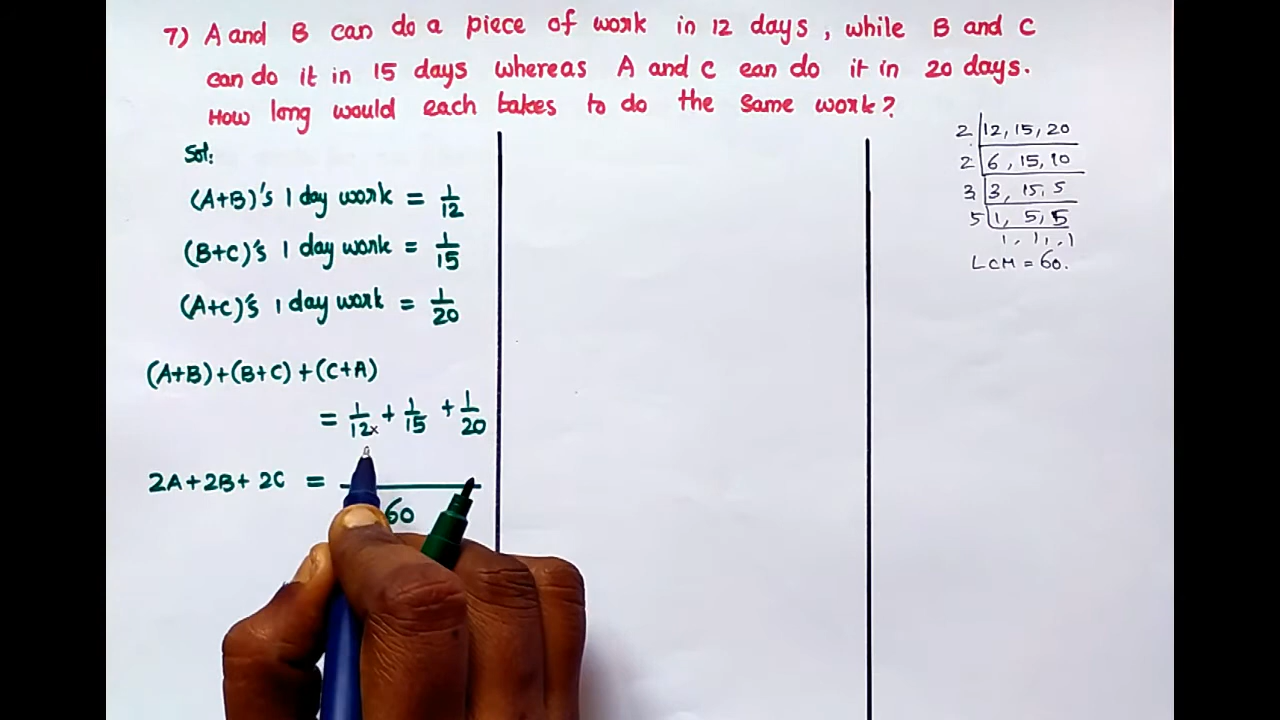 7) A and B can do a piece of work in 12 days, while B and C
can do it in 15 days whereas A and C ean do it in 20 days.
How long would each takes to do the same work?
Sol:
(A+B)'s 1 day work = 1/12
(B+C)'s 1 day work = 1/15
(A+C)'s 1 day work = 1/20
(A+B)+(B+C)+(C+A)
= 1/12× + 1/15 + 1/20
2A+2B+2C =
60
2 | 12, 15, 20
2 | 6, 15, 10
3 | 3, 15, 5
5 | 1, 5, 5
1, 1, 1
LCM = 60.